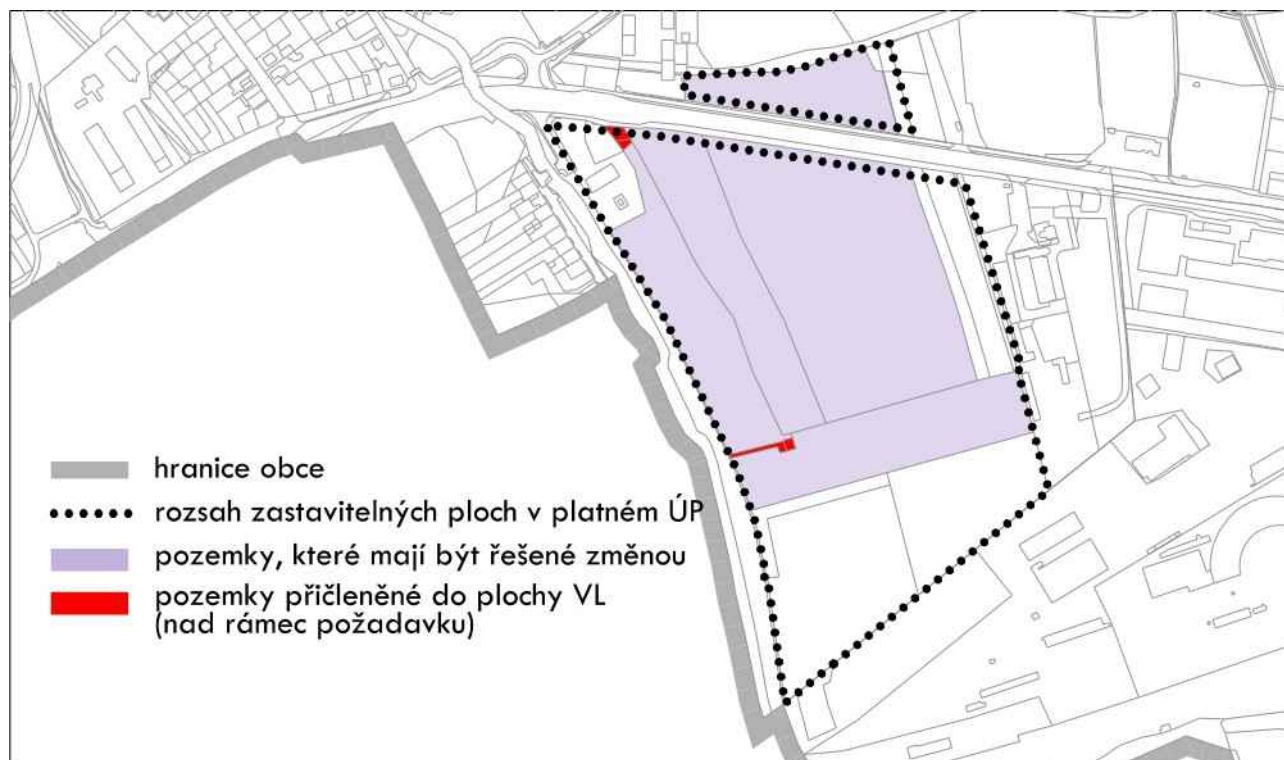 hranice obce
rozsah zastavitelných ploch v platném ÚP
pozemky, které mají být řešené změnou
pozemky přičleněné do plochy VL
(nad rámec požadavku)